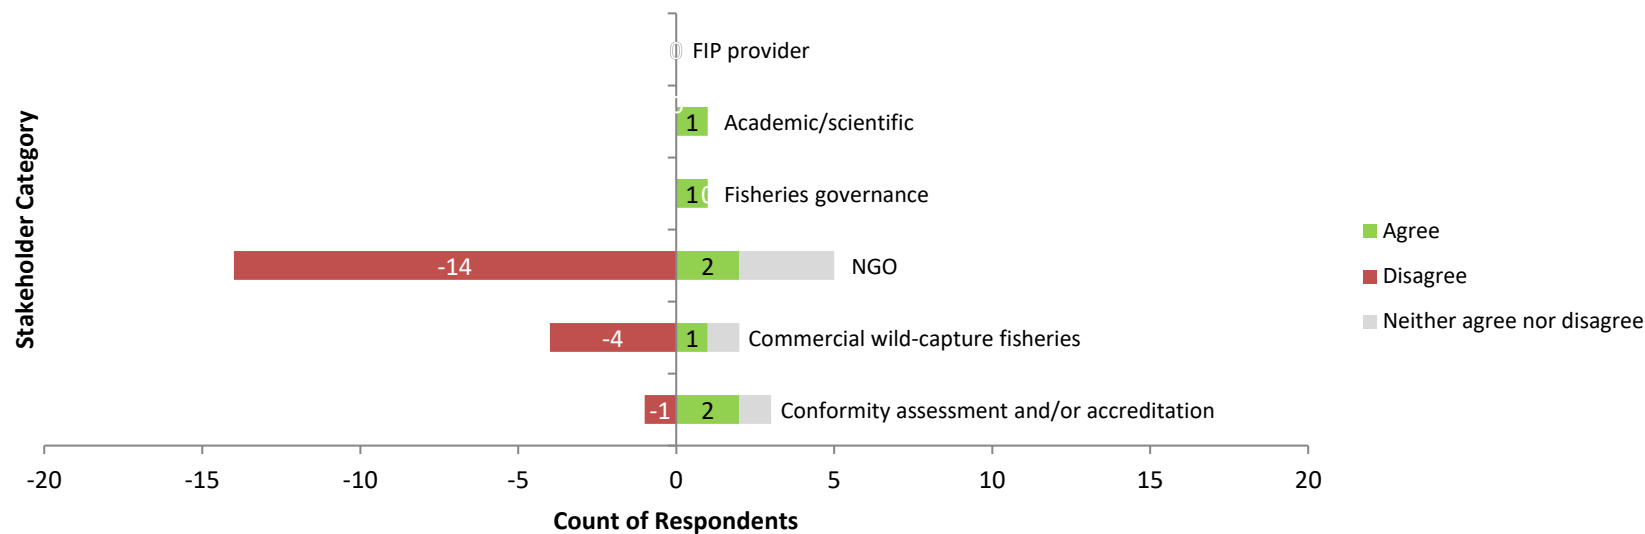 0 FIP provider
1 Academic/scientific
1 0 Fisheries governance
-14 2 NGO
-4 1 Commercial wild-capture fisheries
-1 2 Conformity assessment and/or accreditation
Stakeholder Category
-20 -15 -10 -5 0 5 10 15 20
Count of Respondents
Agree
Disagree
Neither agree nor disagree